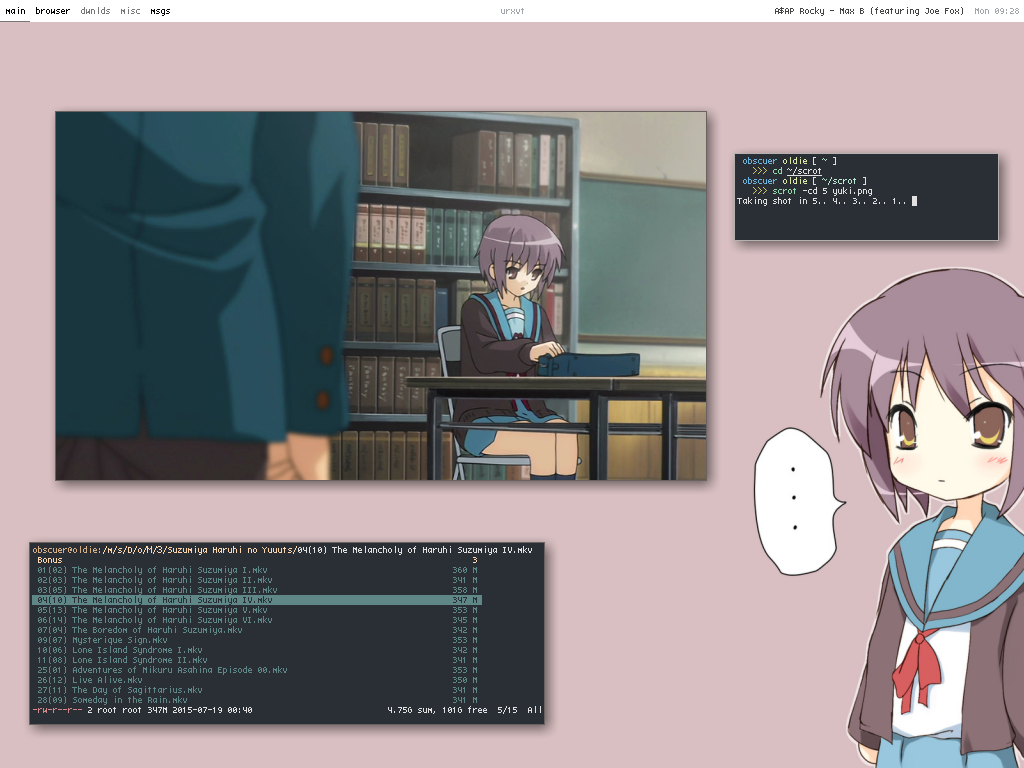 main browser dwnlds misc msgs urxvt A$AP Rocky - Max B (featuring Joe Fox) Mon 09:28
obscuer oldie [ ~ ]
>>> cd ~/scrot
obscuer oldie [ ~/scrot ]
>>> scrot -cd 5 yuki.png
Taking shot in 5.. 4.. 3.. 2.. 1..
...
obscuer@oldie:/m/s/D/o/M/3/Suzumiya Haruhi no Yuuuts/04(10) The Melancholy of Haruhi Suzumiya IV.mkv
Bonus 3
01(02) The Melancholy of Haruhi Suzumiya I.mkv 360 M
02(03) The Melancholy of Haruhi Suzumiya II.mkv 341 M
03(05) The Melancholy of Haruhi Suzumiya III.mkv 358 M
04(10) The Melancholy of Haruhi Suzumiya IV.mkv 347 M
05(13) The Melancholy of Haruhi Suzumiya V.mkv 353 M
06(14) The Melancholy of Haruhi Suzumiya VI.mkv 345 M
07(04) The Boredom of Haruhi Suzumiya.mkv 342 M
09(07) Mysterique Sign.mkv 353 M
10(06) Lone Island Syndrome I.mkv 342 M
11(08) Lone Island Syndrome II.mkv 341 M
25(01) Adventures of Mikuru Asahina Episode 00.mkv 353 M
26(12) Live Alive.mkv 350 M
27(11) The Day of Sagittarius.mkv 341 M
28(09) Someday in the Rain.mkv 341 M
-rw-r--r-- 2 root root 347M 2015-07-19 00:40 4.75G sum, 101G free 5/15 All